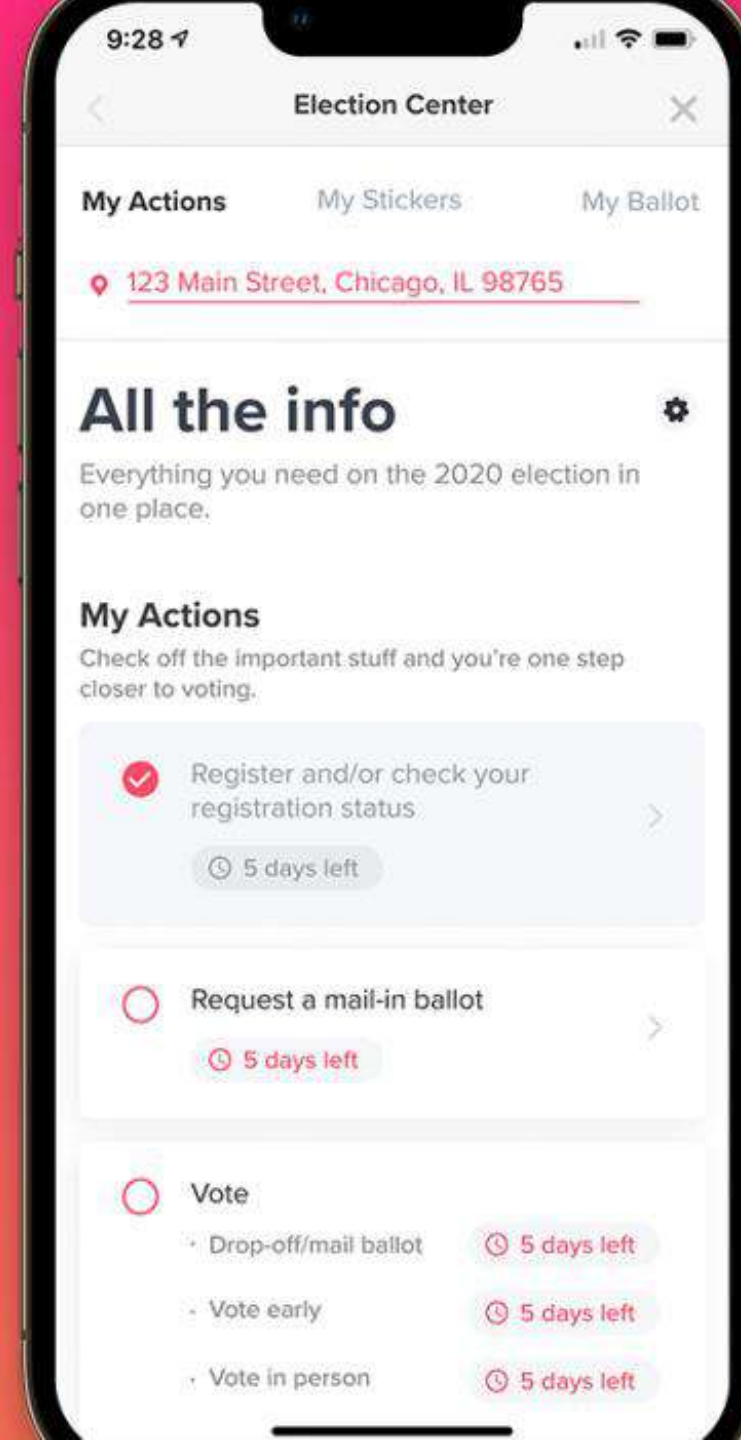 9:28
Election Center
My Actions
My Stickers
My Ballot
123 Main Street, Chicago, IL 98765
All the info
Everything you need on the 2020 election in
one place.
My Actions
Check off the important stuff and you're one step
closer to voting.
Register and/or check your
registration status
5 days left
Request a mail-in ballot
5 days left
Vote
· Drop-off/mail ballot
5 days left
· Vote early
5 days left
· Vote in person
5 days left